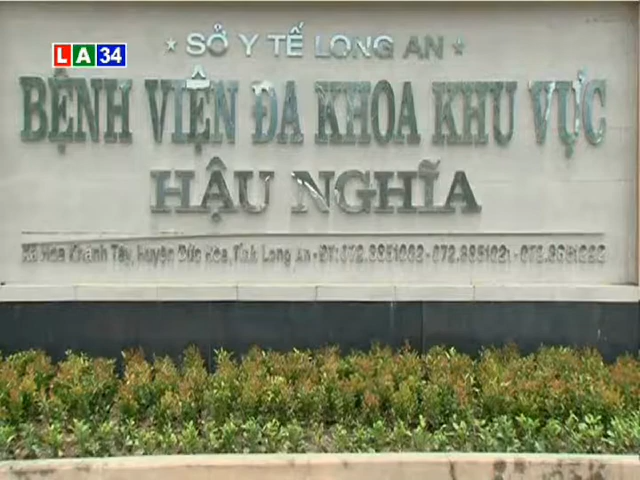 LA34
★ SỞ Y TẾ LONG AN ★
BỆNH VIỆN ĐA KHOA KHU VỰC
HẬU NGHĨA
Xã Hòa Khánh Tây, Huyện Đức Hòa, Tỉnh Long An - ĐT: